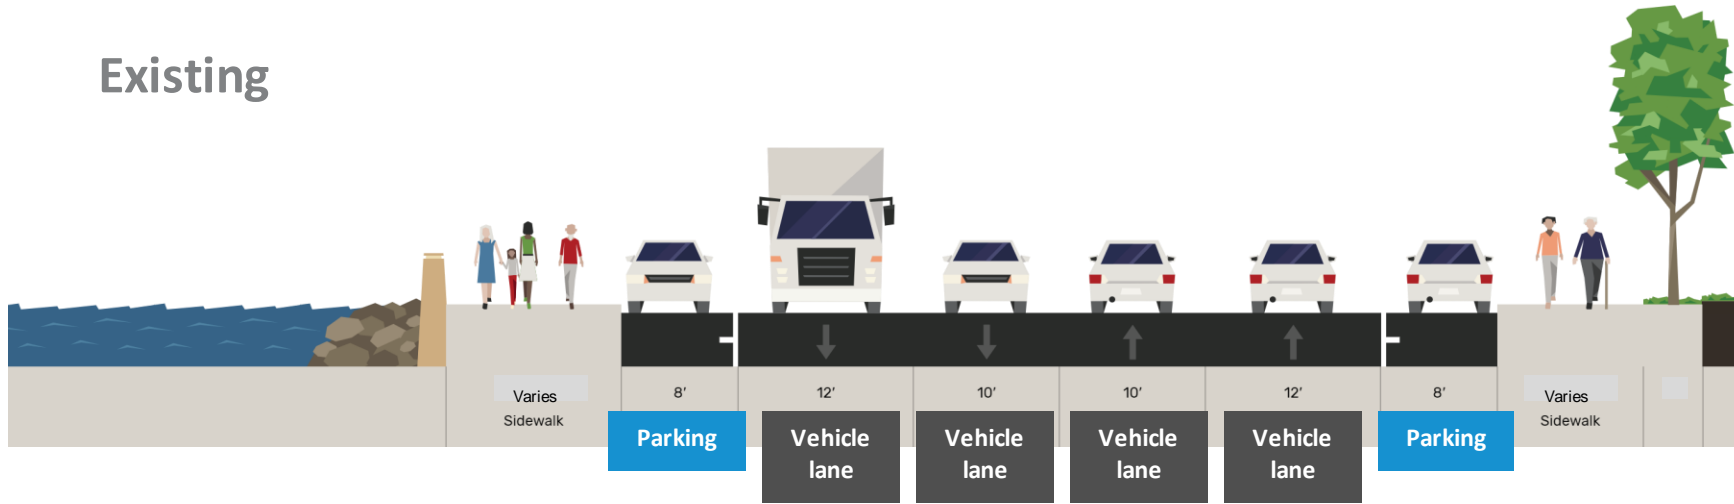 Existing
Varies
Sidewalk
8’
12’
10’
10’
12’
8’
Varies
Sidewalk
Parking
Vehicle
lane
Vehicle
lane
Vehicle
lane
Vehicle
lane
Parking